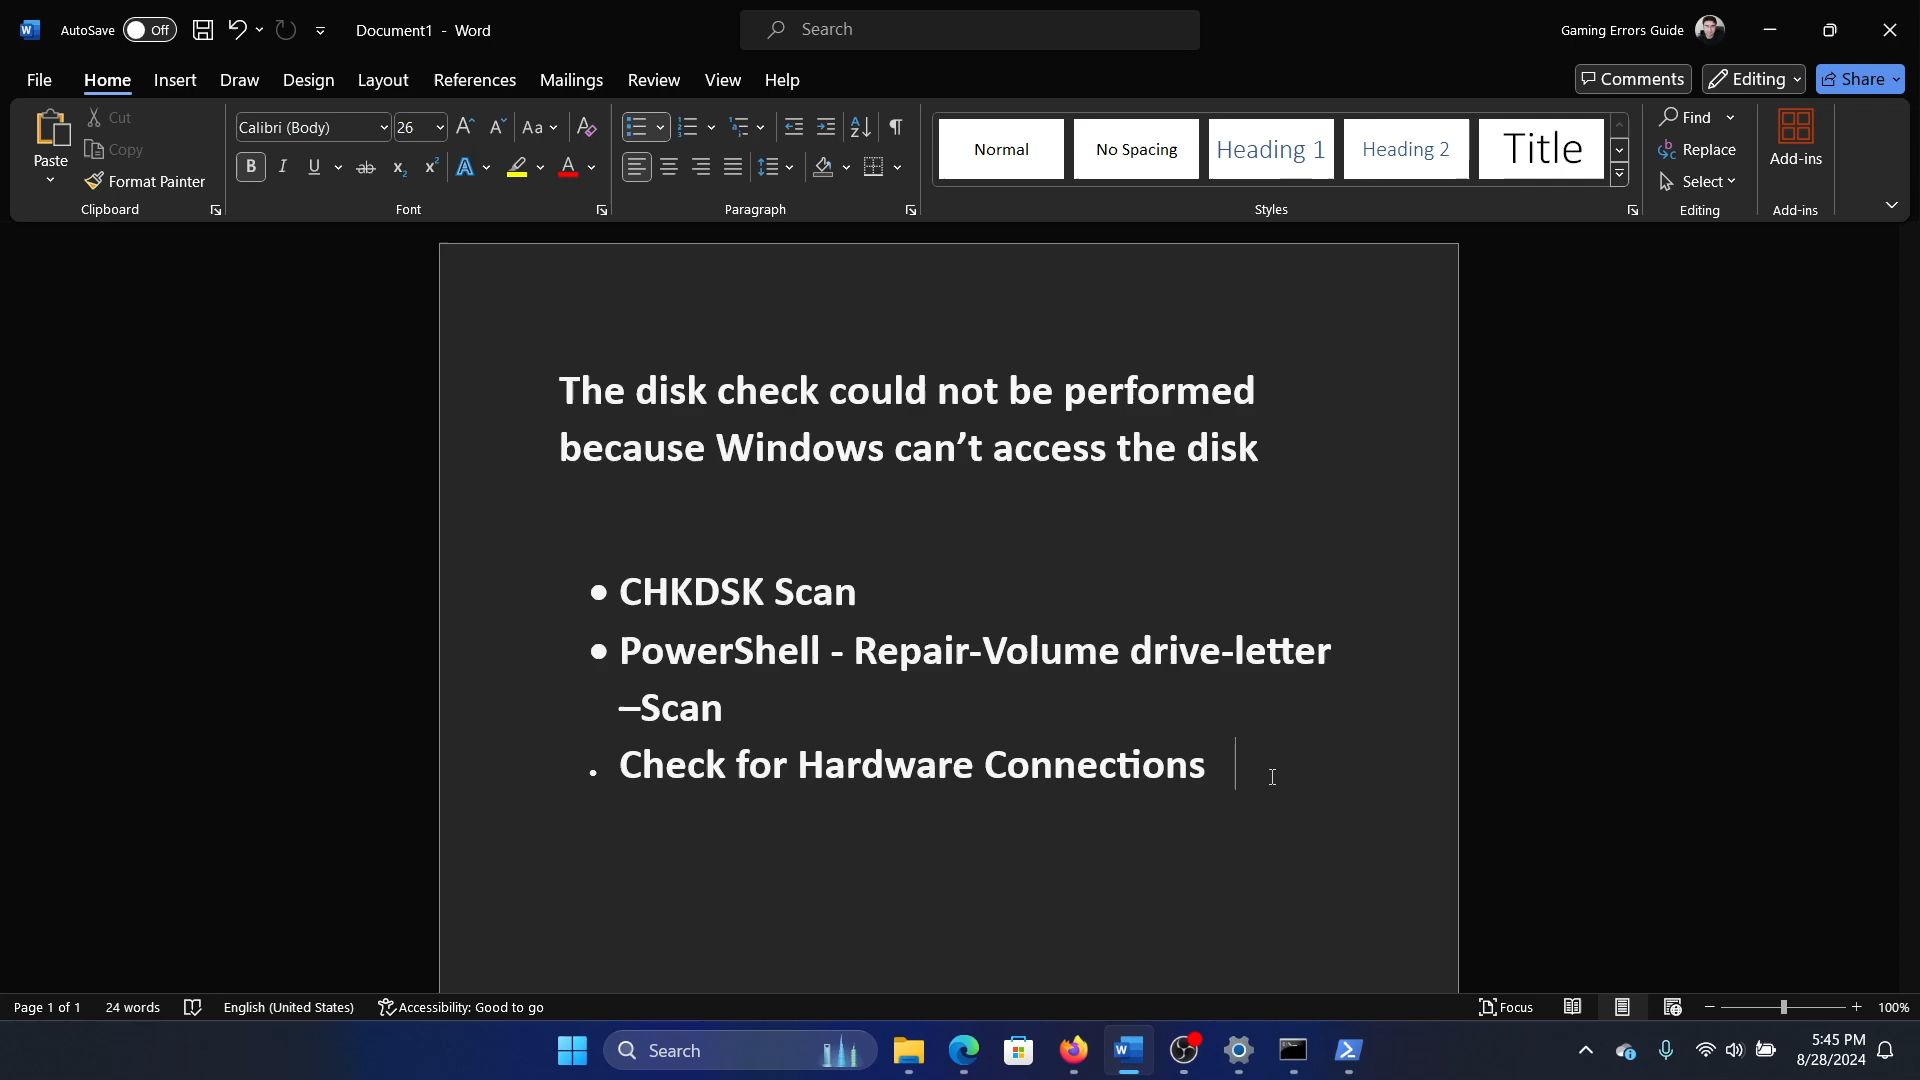 AutoSave Off Document1 - Word Search Gaming Errors Guide
File Home Insert Draw Design Layout References Mailings Review View Help Comments Editing Share
Paste Cut Copy Format Painter
Calibri (Body) 26 Aa
B I U ab x₂ x² A A
Normal No Spacing Heading 1 Heading 2 Title
Find Replace Select Add-ins
Clipboard Font Paragraph Styles Editing Add-ins
The disk check could not be performed
because Windows can’t access the disk
• CHKDSK Scan
• PowerShell - Repair-Volume drive-letter
–Scan
• Check for Hardware Connections
Page 1 of 1 24 words English (United States) Accessibility: Good to go Focus 100%
Search 5:45 PM
8/28/2024